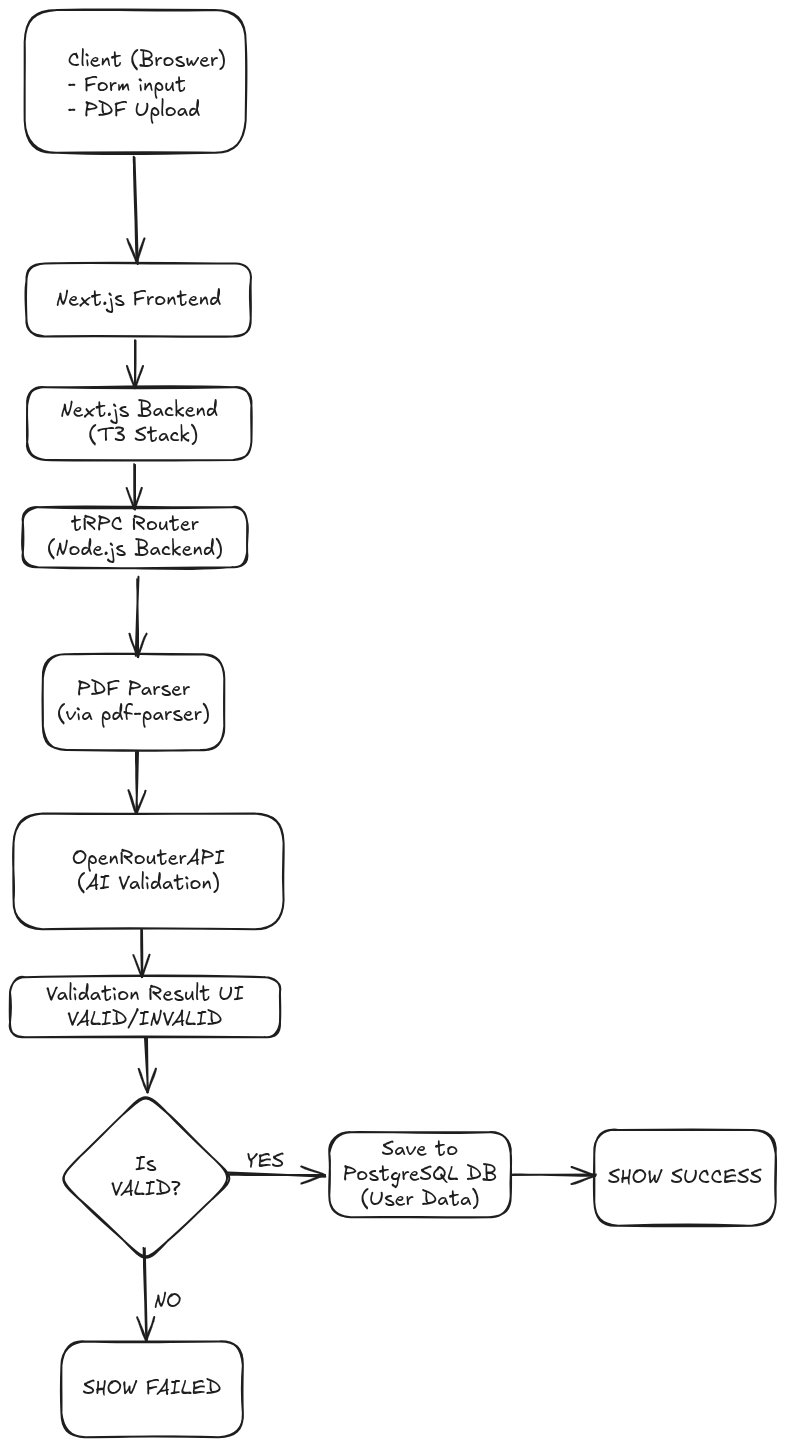 Client (Broswer)
- Form input
- PDF Upload
Next.js Frontend
Next.js Backend
(T3 Stack)
tRPC Router
(Node.js Backend)
PDF Parser
(via pdf-parser)
OpenRouterAPI
(AI Validation)
Validation Result UI
VALID/INVALID
Is
VALID?
YES
Save to
PostgreSQL DB
(User Data)
SHOW SUCCESS
NO
SHOW FAILED